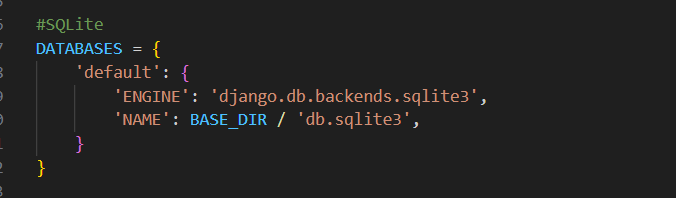 #SQLite
DATABASES = {
    'default': {
        'ENGINE': 'django.db.backends.sqlite3',
        'NAME': BASE_DIR / 'db.sqlite3',
    }
}